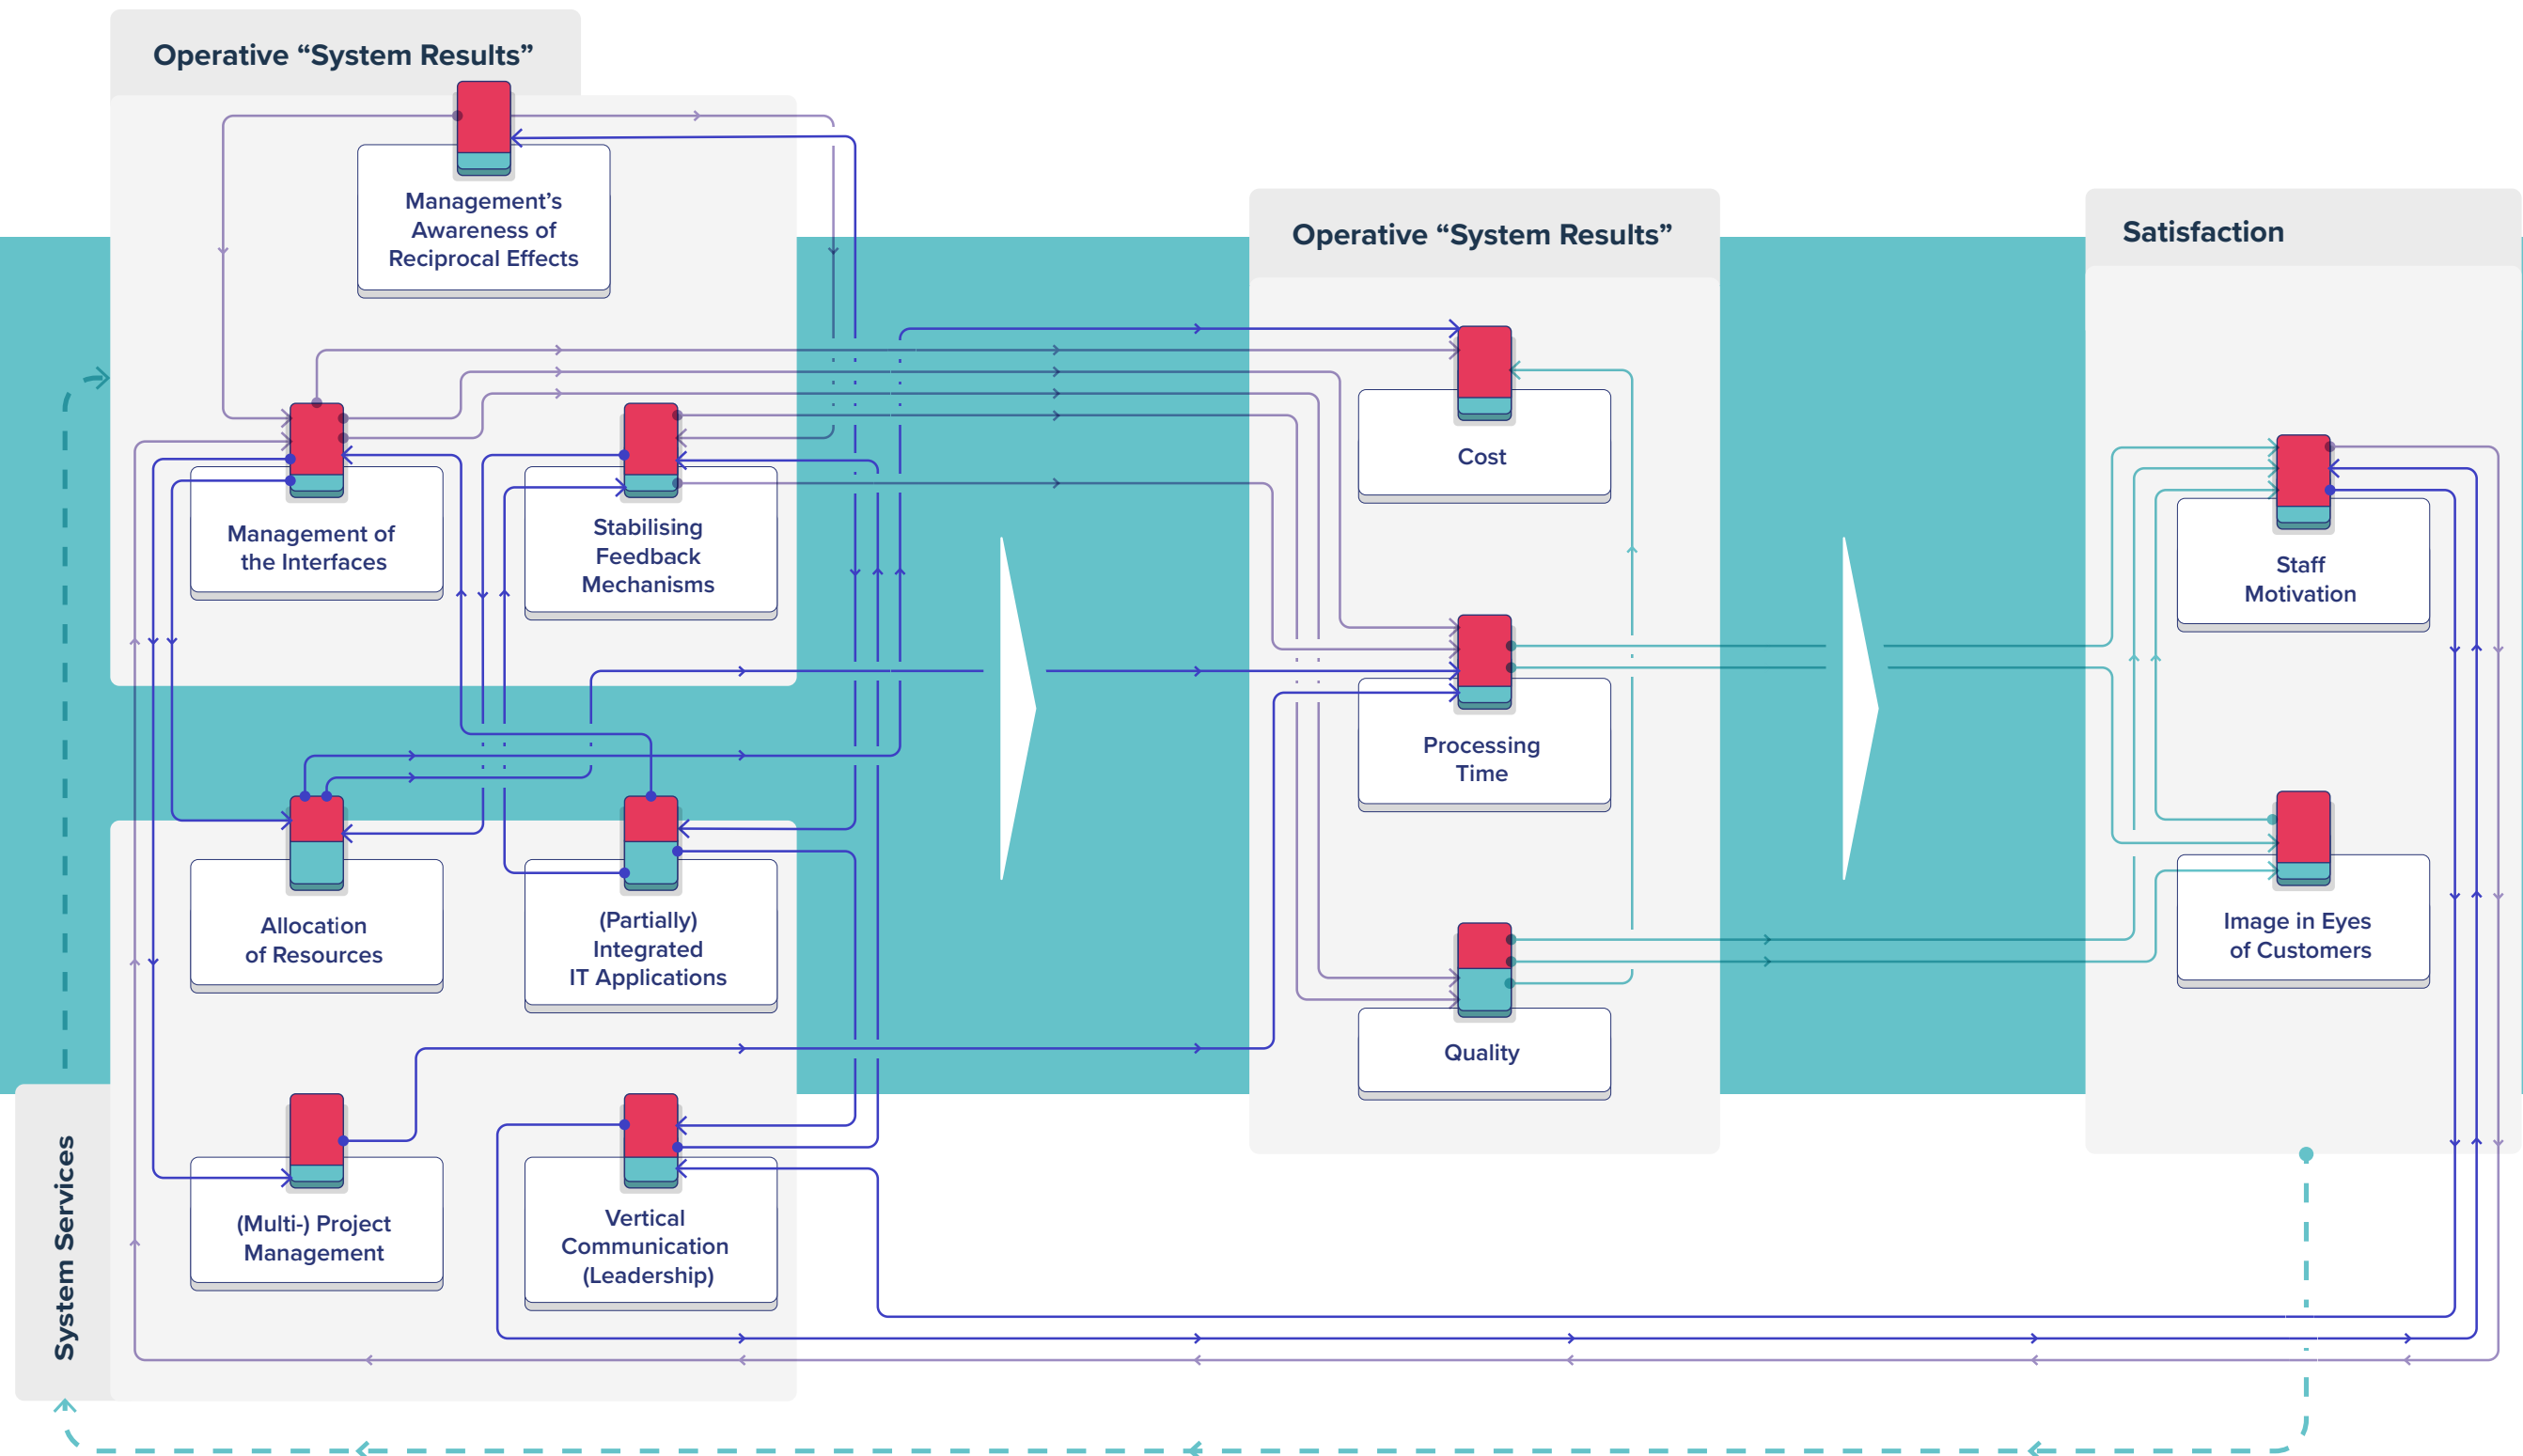 Operative “System Results”
Management’s
Awareness of
Reciprocal Effects
Management of
the Interfaces
Stabilising
Feedback
Mechanisms
Allocation
of Resources
(Partially)
Integrated
IT Applications
(Multi-) Project
Management
Vertical
Communication
(Leadership)
System Services
Operative “System Results”
Cost
Processing
Time
Quality
Satisfaction
Staff
Motivation
Image in Eyes
of Customers